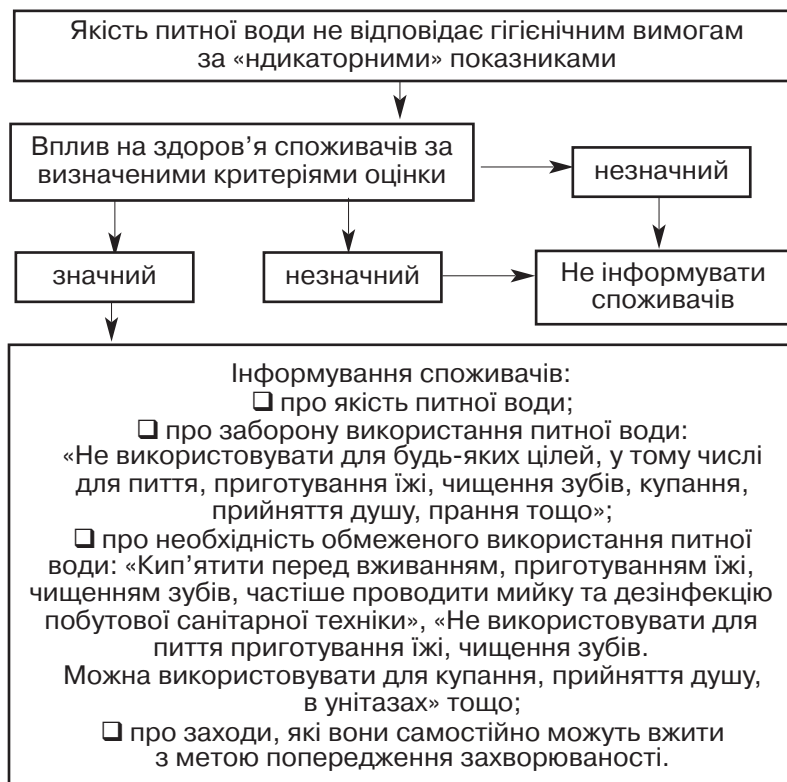 Якість питної води не відповідає гігієнічним вимогам
за «ндикаторними» показниками
Вплив на здоров’я споживачів за
визначеними критеріями оцінки
незначний
значний
незначний
Не інформувати
споживачів
Інформування споживачів:
❑ про якість питної води;
❑ про заборону використання питної води:
«Не використовувати для будь-яких цілей, у тому числі
для пиття, приготування їжі, чищення зубів, купання,
прийняття душу, прання тощо»;
❑ про необхідність обмеженого використання питної
води: «Кип’ятити перед вживанням, приготуванням їжі,
чищенням зубів, частіше проводити мийку та дезінфекцію
побутової санітарної техніки», «Не використовувати для
пиття приготування їжі, чищення зубів.
Можна використовувати для купання, прийняття душу,
в унітазах» тощо;
❑ про заходи, які вони самостійно можуть вжити
з метою попередження захворюваності.